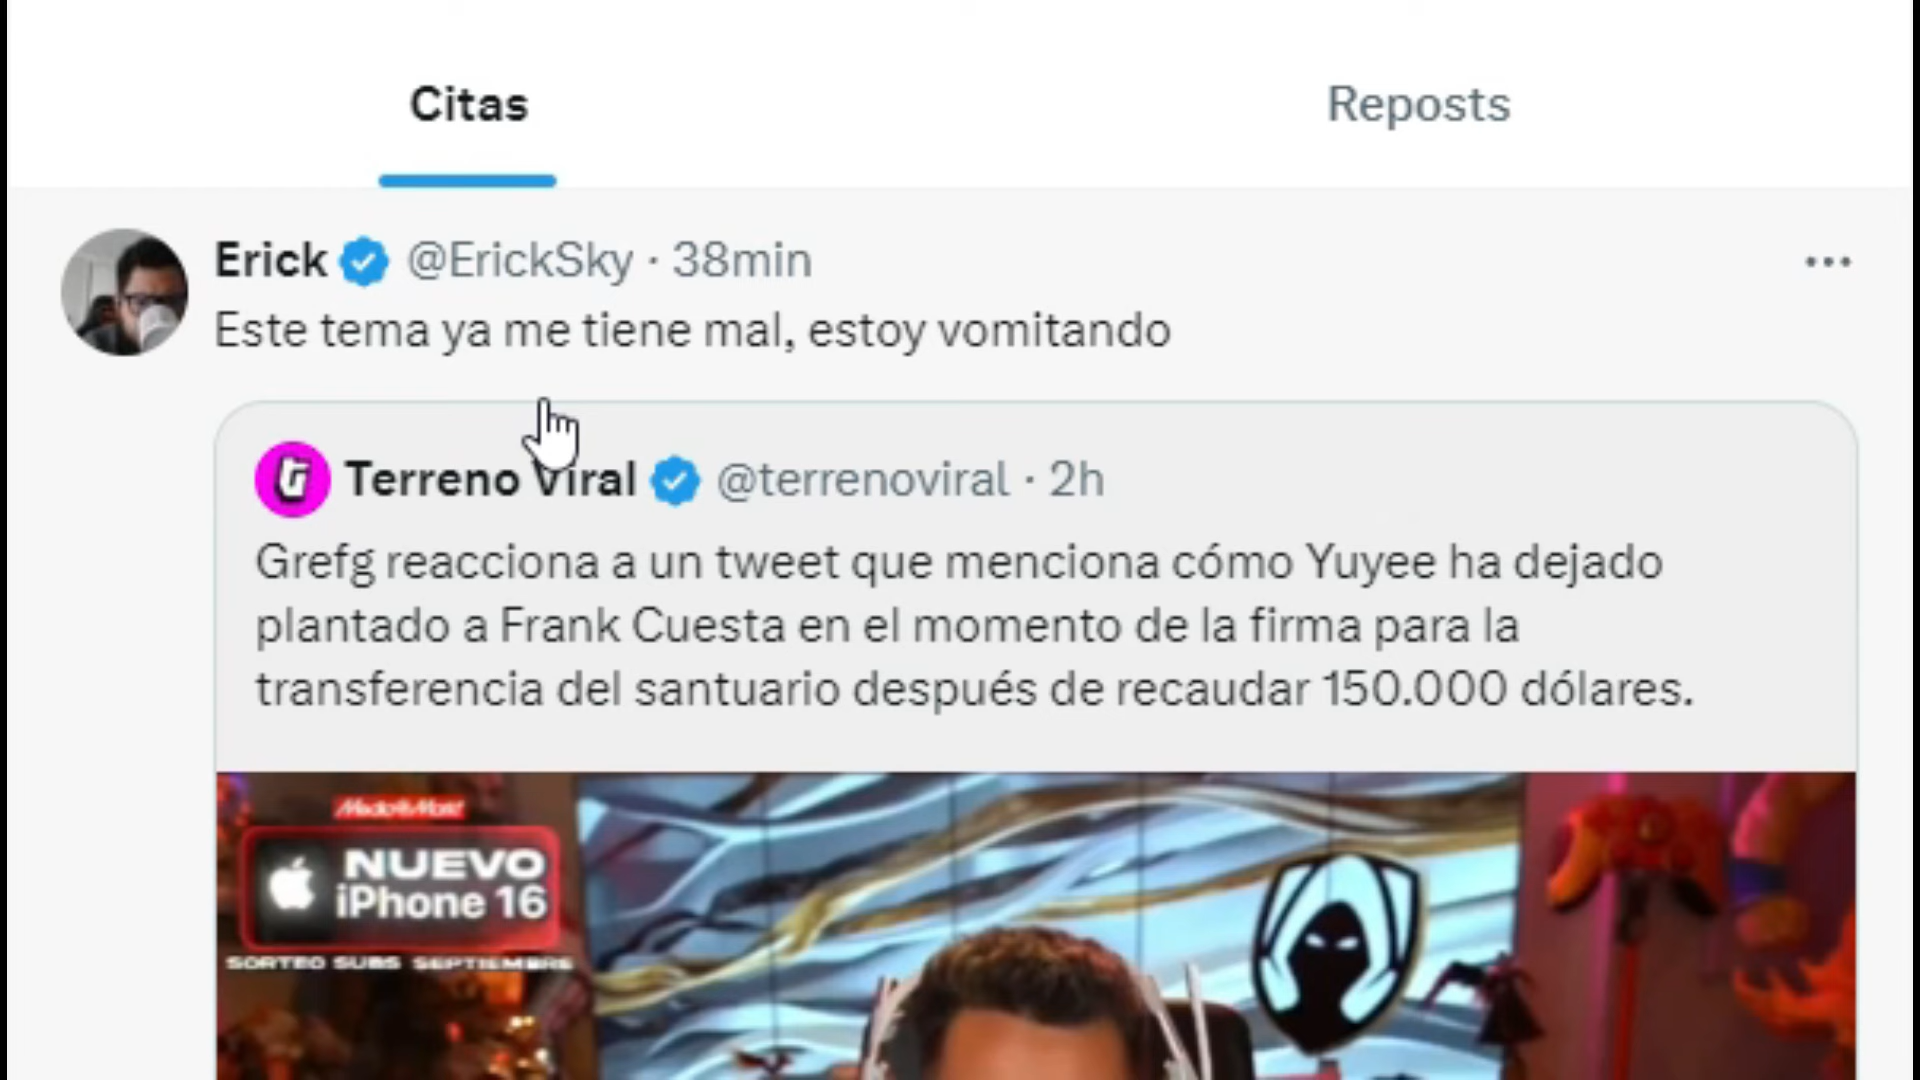 Citas
Reposts
Erick @ErickSky · 38min
Este tema ya me tiene mal, estoy vomitando
Terreno Viral @terrenoviral · 2h
Grefg reacciona a un tweet que menciona cómo Yuyee ha dejado
plantado a Frank Cuesta en el momento de la firma para la
transferencia del santuario después de recaudar 150.000 dólares.
MediaMarkt
NUEVO
iPhone 16
SORTEO SUBS SEPTIEMBRE